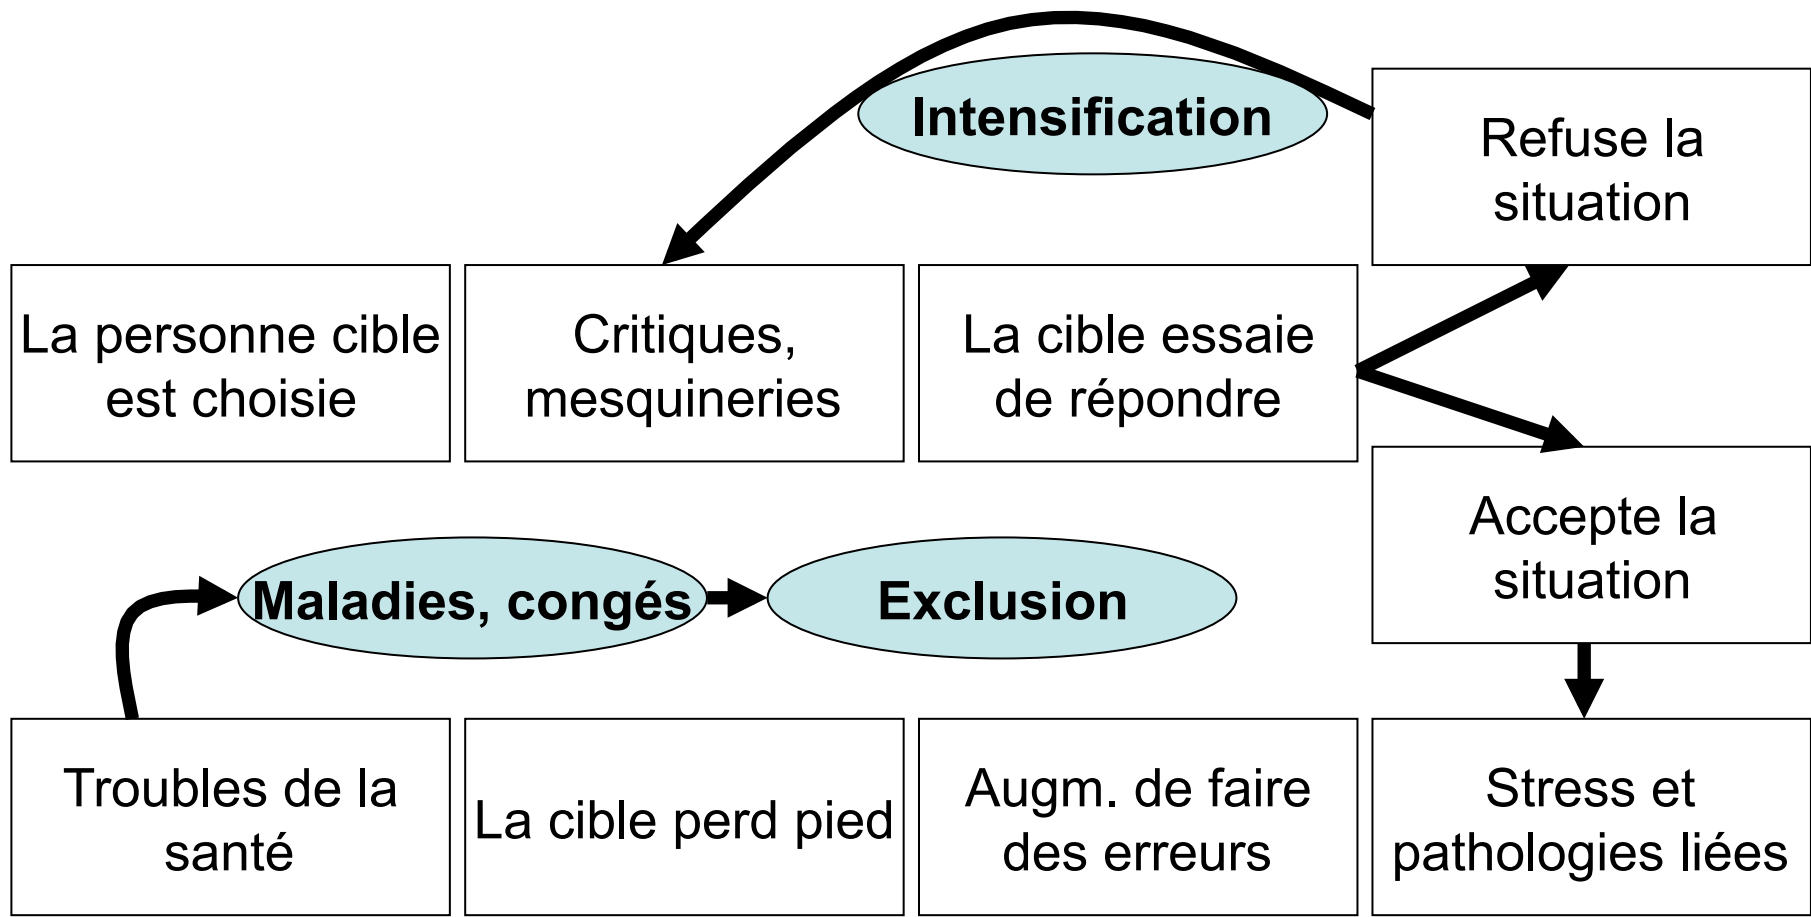 Intensification
Refuse la
situation
La personne cible
est choisie
Critiques,
mesquineries
La cible essaie
de répondre
Accepte la
situation
Maladies, congés
Exclusion
Troubles de la
santé
La cible perd pied
Augm. de faire
des erreurs
Stress et
pathologies liées